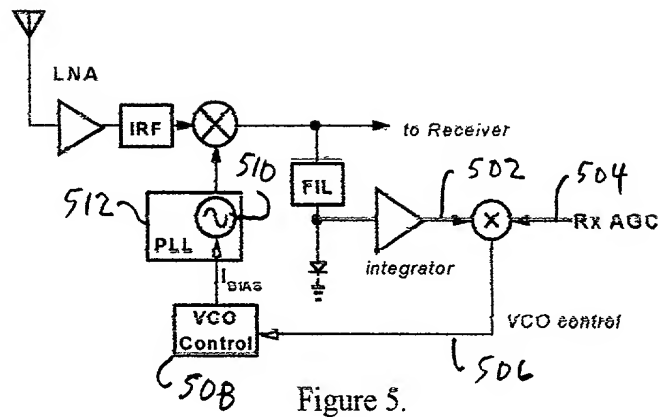 LNA
IRF
to Receiver
510
512
PLL
FIL
502
504
Rx AGC
integrator
IBIAS
VCO
Control
VCO control
508
506
Figure 5.